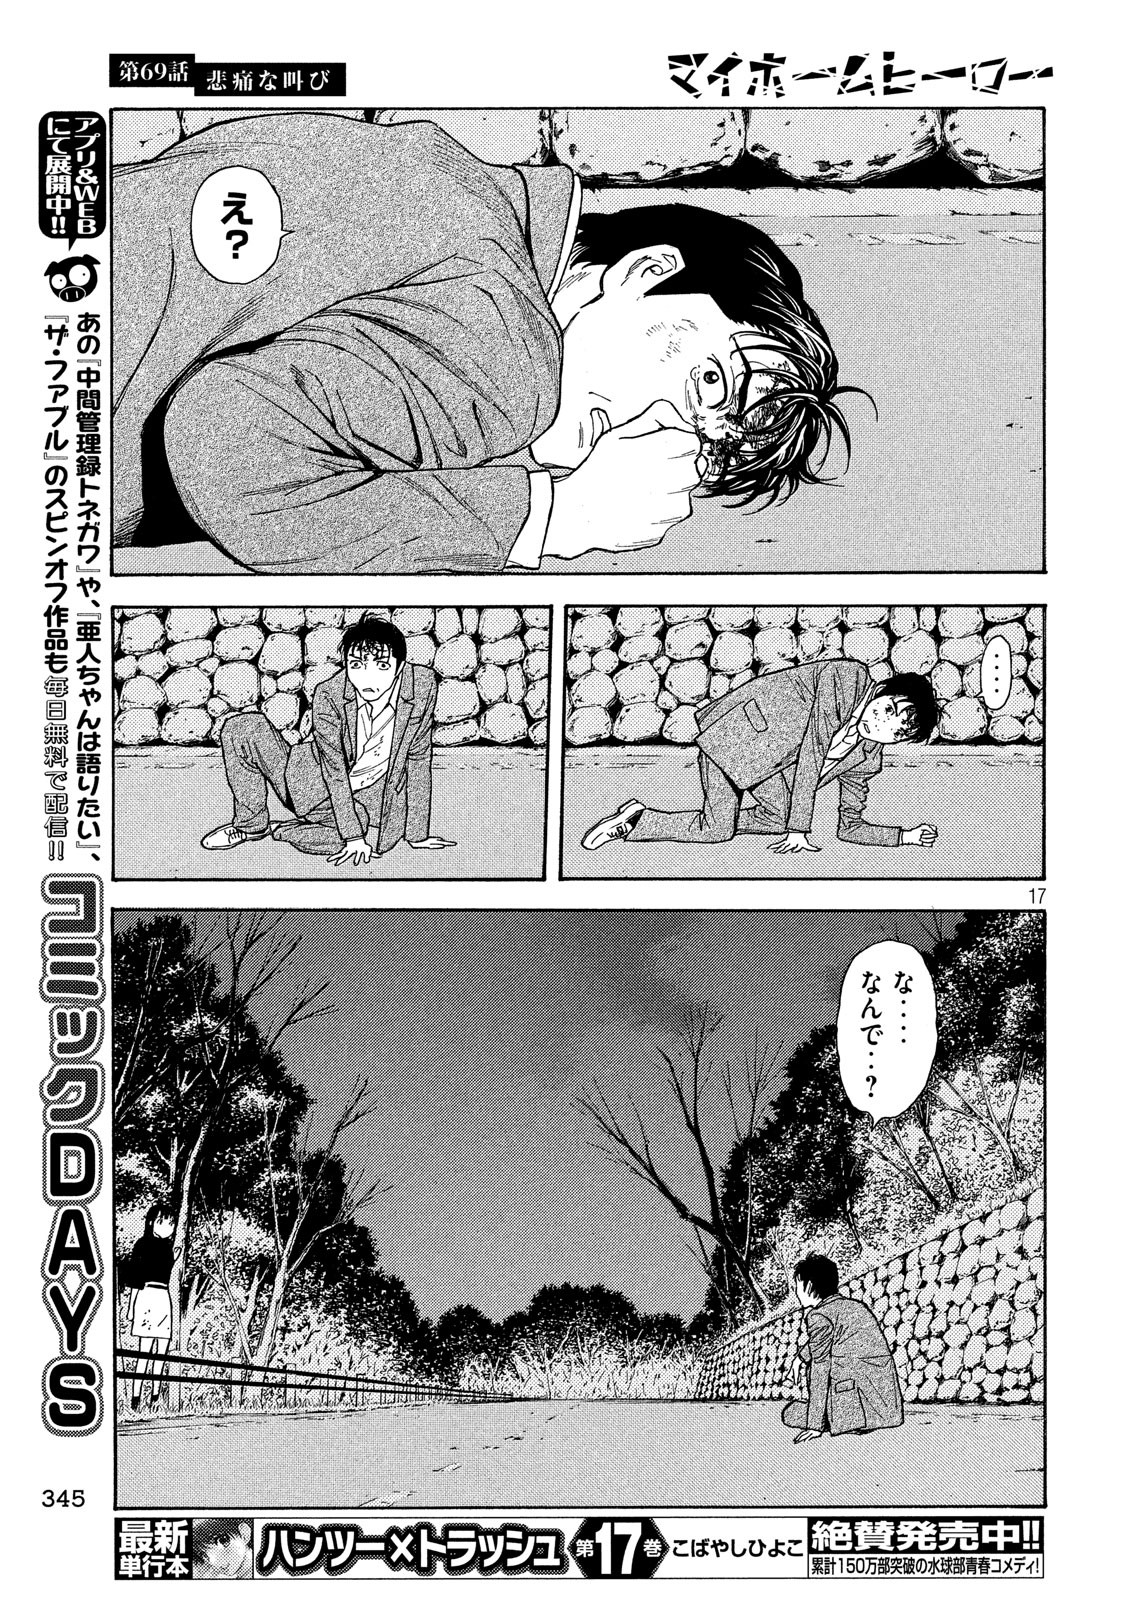 マイホームヒーロー
第69話
悲痛な叫び
え?
‥‥
な‥‥
なんで‥?
17
アプリ&WEB
にて展開中!!
あの『中間管理録トネガワ』や、『亜人ちゃんは語りたい』、
『ザ・ファブル』のスピンオフ作品も毎日無料で配信!!
コミックDAYS
345
最新
単行本
ハンツー×トラッシュ
第17巻
こばやしひよこ
絶賛発売中!!
累計150万部突破の水球部青春コメディ!